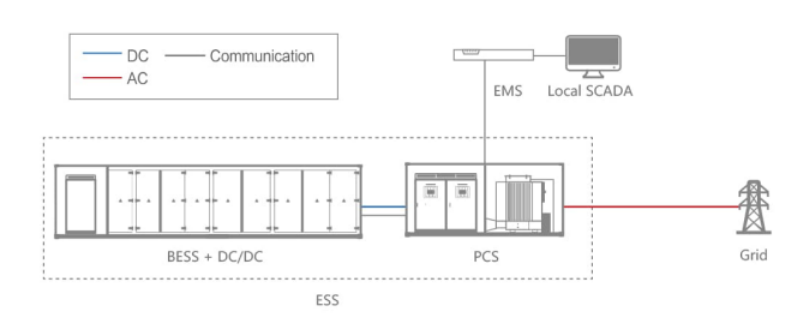 DC
Communication
AC
EMS
Local SCADA
BESS + DC/DC
PCS
Grid
ESS